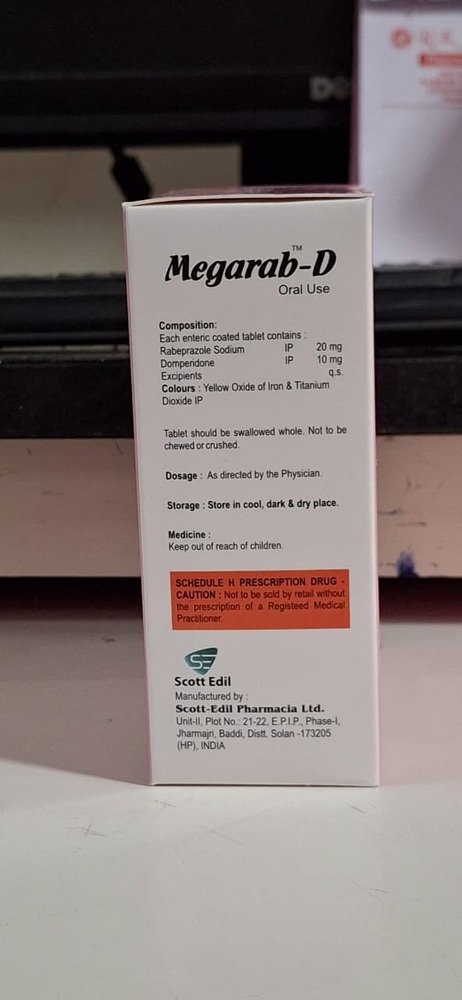 DE
Megarab-D
TM
Oral Use
Composition:
Each enteric coated tablet contains :
Rabeprazole Sodium IP 20 mg
Domperidone IP 10 mg
Excipients q.s.
Colours : Yellow Oxide of Iron & Titanium
Dioxide IP
Tablet should be swallowed whole. Not to be
chewed or crushed.
Dosage : As directed by the Physician.
Storage : Store in cool, dark & dry place.
Medicine :
Keep out of reach of children.
SCHEDULE H PRESCRIPTION DRUG -
CAUTION : Not to be sold by retail without
the prescription of a Registeed Medical
Practitioner.
SE
Scott Edil
Manufactured by :
Scott-Edil Pharmacia Ltd.
Unit-II, Plot No.: 21-22, E.P.I.P., Phase-I,
Jharmajri, Baddi, Distt. Solan -173205
(HP), INDIA